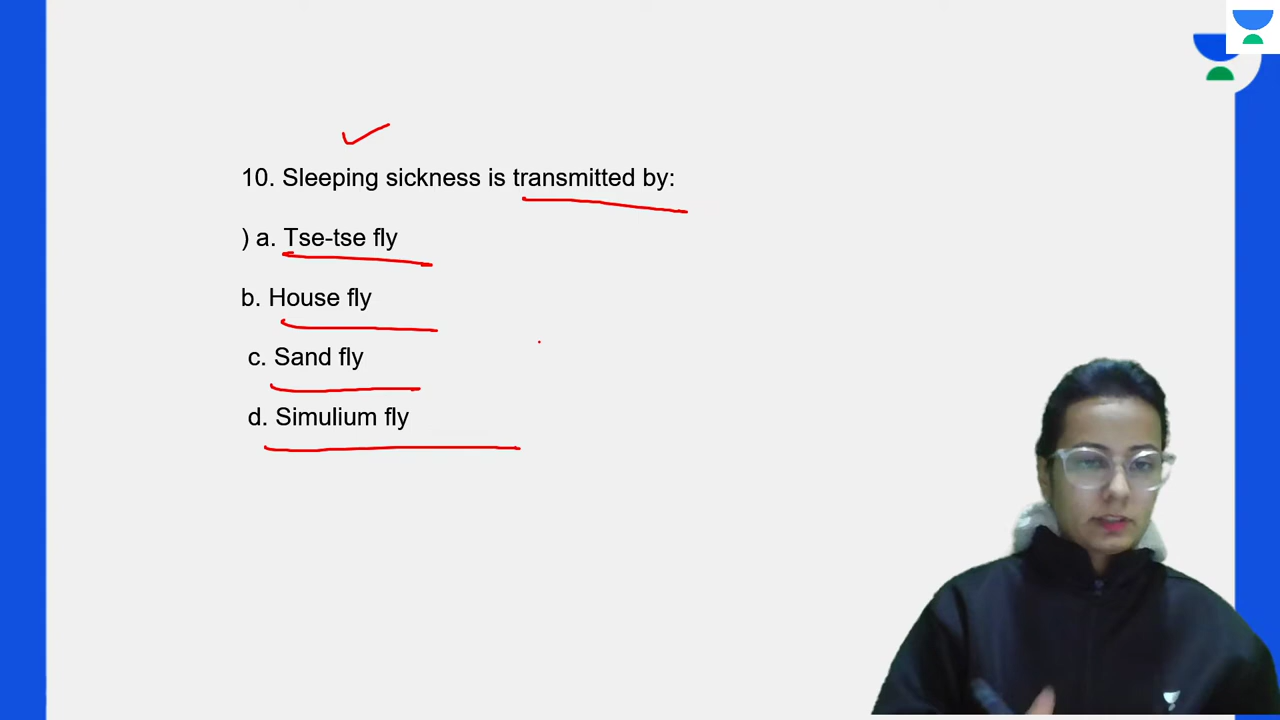 10. Sleeping sickness is transmitted by:
) a. Tse-tse fly
b. House fly
c. Sand fly
d. Simulium fly